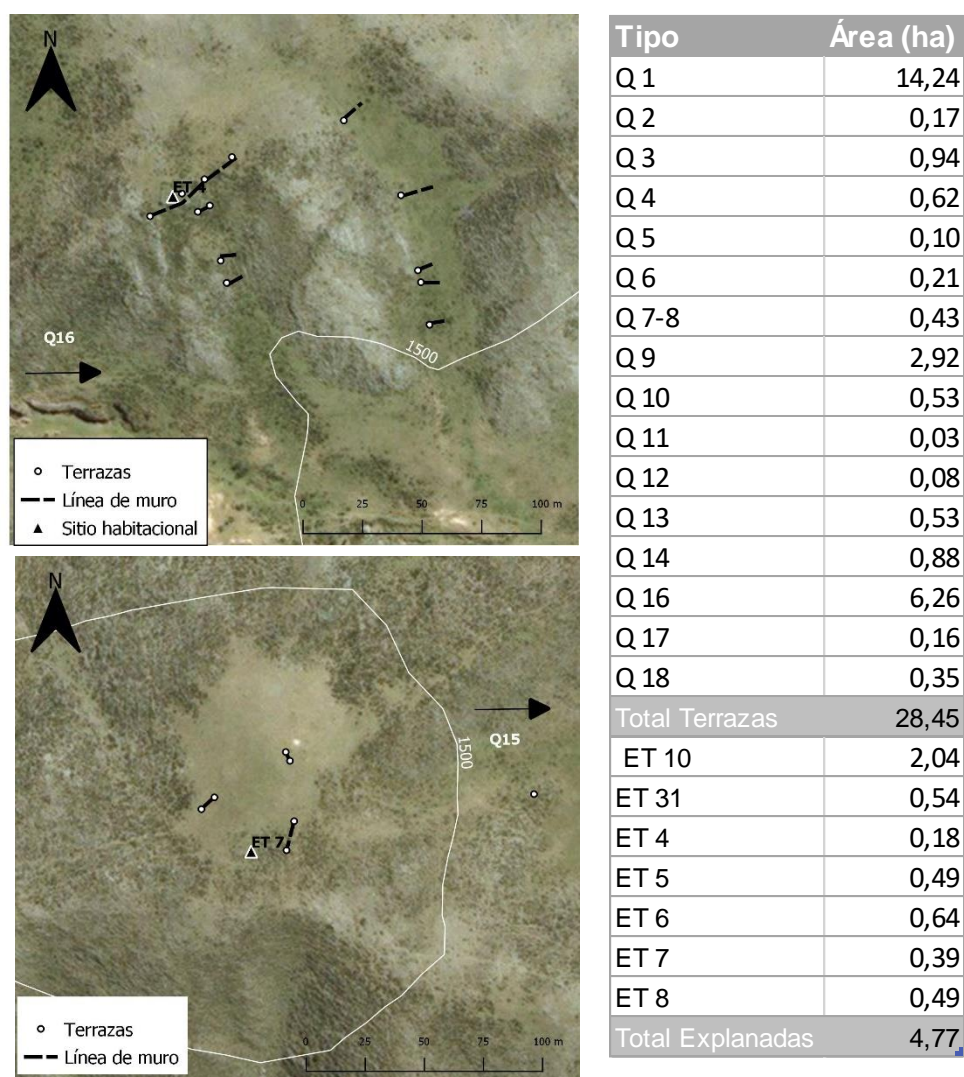 N
ET 4
Q16
1500
Terrazas
Línea de muro
Sitio habitacional
0 25 50 75 100 m
N
1500
Q15
ET 7
Terrazas
Línea de muro
0 25 50 75 100 m
Tipo Área (ha)
Q 1 14,24
Q 2 0,17
Q 3 0,94
Q 4 0,62
Q 5 0,10
Q 6 0,21
Q 7-8 0,43
Q 9 2,92
Q 10 0,53
Q 11 0,03
Q 12 0,08
Q 13 0,53
Q 14 0,88
Q 16 6,26
Q 17 0,16
Q 18 0,35
Total Terrazas 28,45
ET 10 2,04
ET 31 0,54
ET 4 0,18
ET 5 0,49
ET 6 0,64
ET 7 0,39
ET 8 0,49
Total Explanadas 4,77